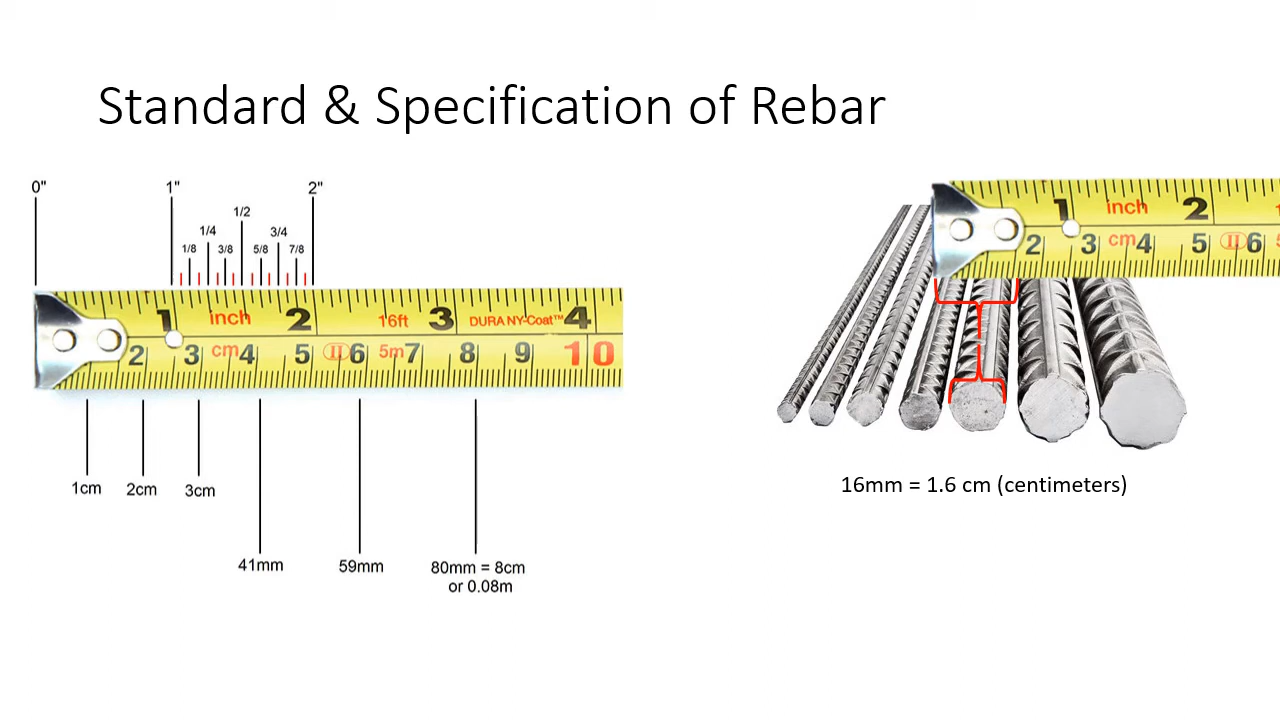 Standard & Specification of Rebar
0" 1" 2"
1/2
1/4 3/4
1/8 3/8 5/8 7/8
1 inch 2 16ft 3 DURA NY-Coat™ 4
2 3 cm 4 5 II 6 5m 7 8 9 10
1cm 2cm 3cm
41mm 59mm 80mm = 8cm
or 0.08m
1 inch 2
2 3 cm 4 5 II 6
16mm = 1.6 cm (centimeters)